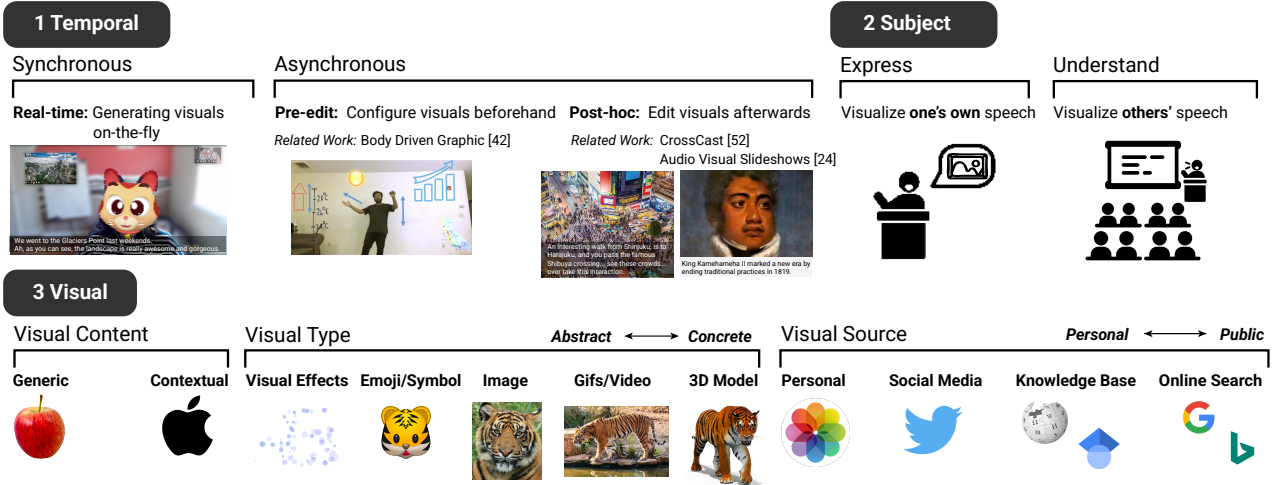 1 Temporal
Synchronous
Real-time: Generating visuals
on-the-fly
We went to the Glaciers Point last weekends.
Ah, as you can see, the landscape is really awesome and gorgeous.
Asynchronous
Pre-edit: Configure visuals beforehand
Related Work: Body Driven Graphic [42]
Post-hoc: Edit visuals afterwards
Related Work: CrossCast [52]
Audio Visual Slideshows [24]
An interesting walk from Shinjuku, is to
Harajuku, and you pass the famous
Shibuya crossing... see these crowds...
over take this interaction.
King Kamehameha II marked a new era by
ending traditional practices in 1819.
2 Subject
Express
Visualize one's own speech
Understand
Visualize others' speech
3 Visual
Visual Content
Generic
Contextual
Visual Type
Abstract
Concrete
Visual Effects
Emoji/Symbol
Image
Gifs/Video
3D Model
Visual Source
Personal
Public
Personal
Social Media
Knowledge Base
Online Search